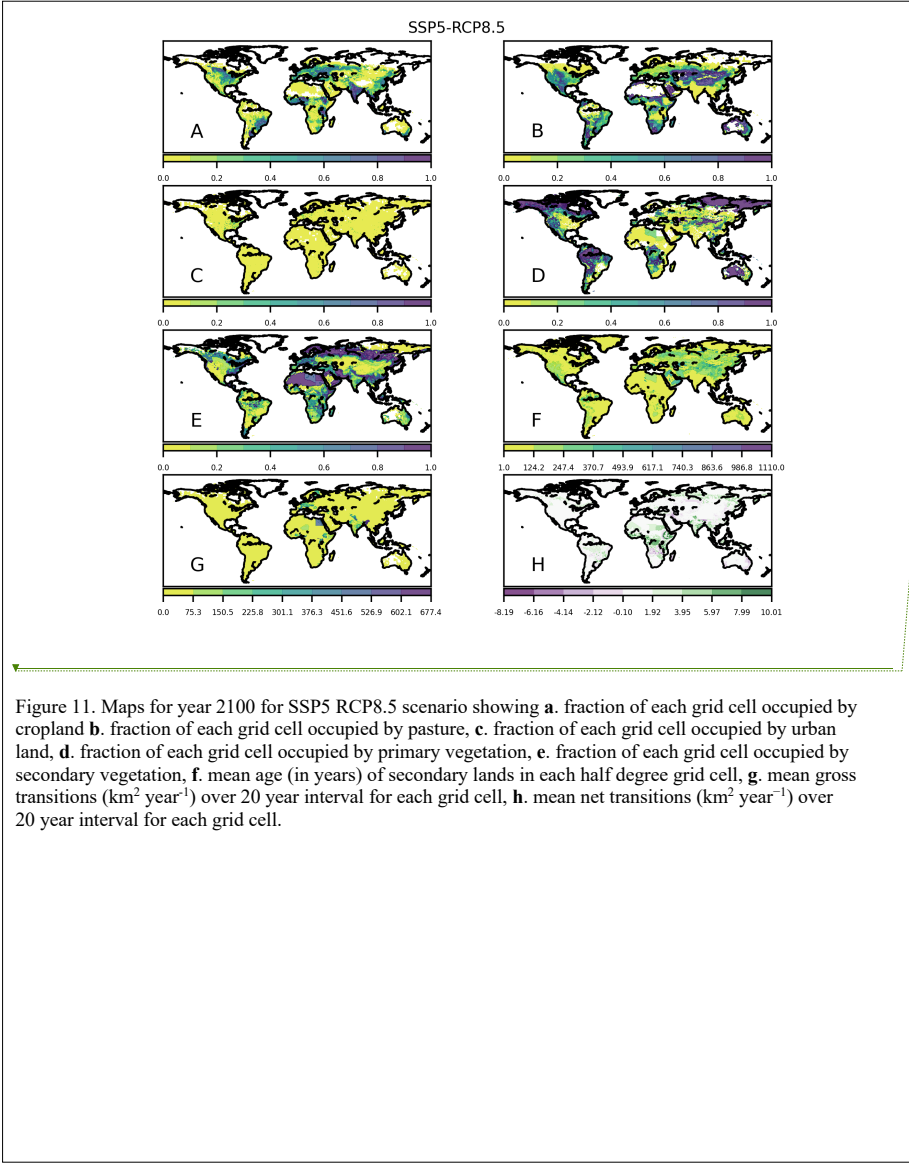 SSP5-RCP8.5
A
B
0.0 0.2 0.4 0.6 0.8 1.0
0.0 0.2 0.4 0.6 0.8 1.0
C
D
0.0 0.2 0.4 0.6 0.8 1.0
0.0 0.2 0.4 0.6 0.8 1.0
E
F
0.0 0.2 0.4 0.6 0.8 1.0
1.0 124.2 247.4 370.7 493.9 617.1 740.3 863.6 986.8 1110.0
G
H
0.0 75.3 150.5 225.8 301.1 376.3 451.6 526.9 602.1 677.4
-8.19 -6.16 -4.14 -2.12 -0.10 1.92 3.95 5.97 7.99 10.01
Figure 11. Maps for year 2100 for SSP5 RCP8.5 scenario showing a. fraction of each grid cell occupied by
cropland b. fraction of each grid cell occupied by pasture, c. fraction of each grid cell occupied by urban
land, d. fraction of each grid cell occupied by primary vegetation, e. fraction of each grid cell occupied by
secondary vegetation, f. mean age (in years) of secondary lands in each half degree grid cell, g. mean gross
transitions (km² year⁻¹) over 20 year interval for each grid cell, h. mean net transitions (km² year⁻¹) over
20 year interval for each grid cell.